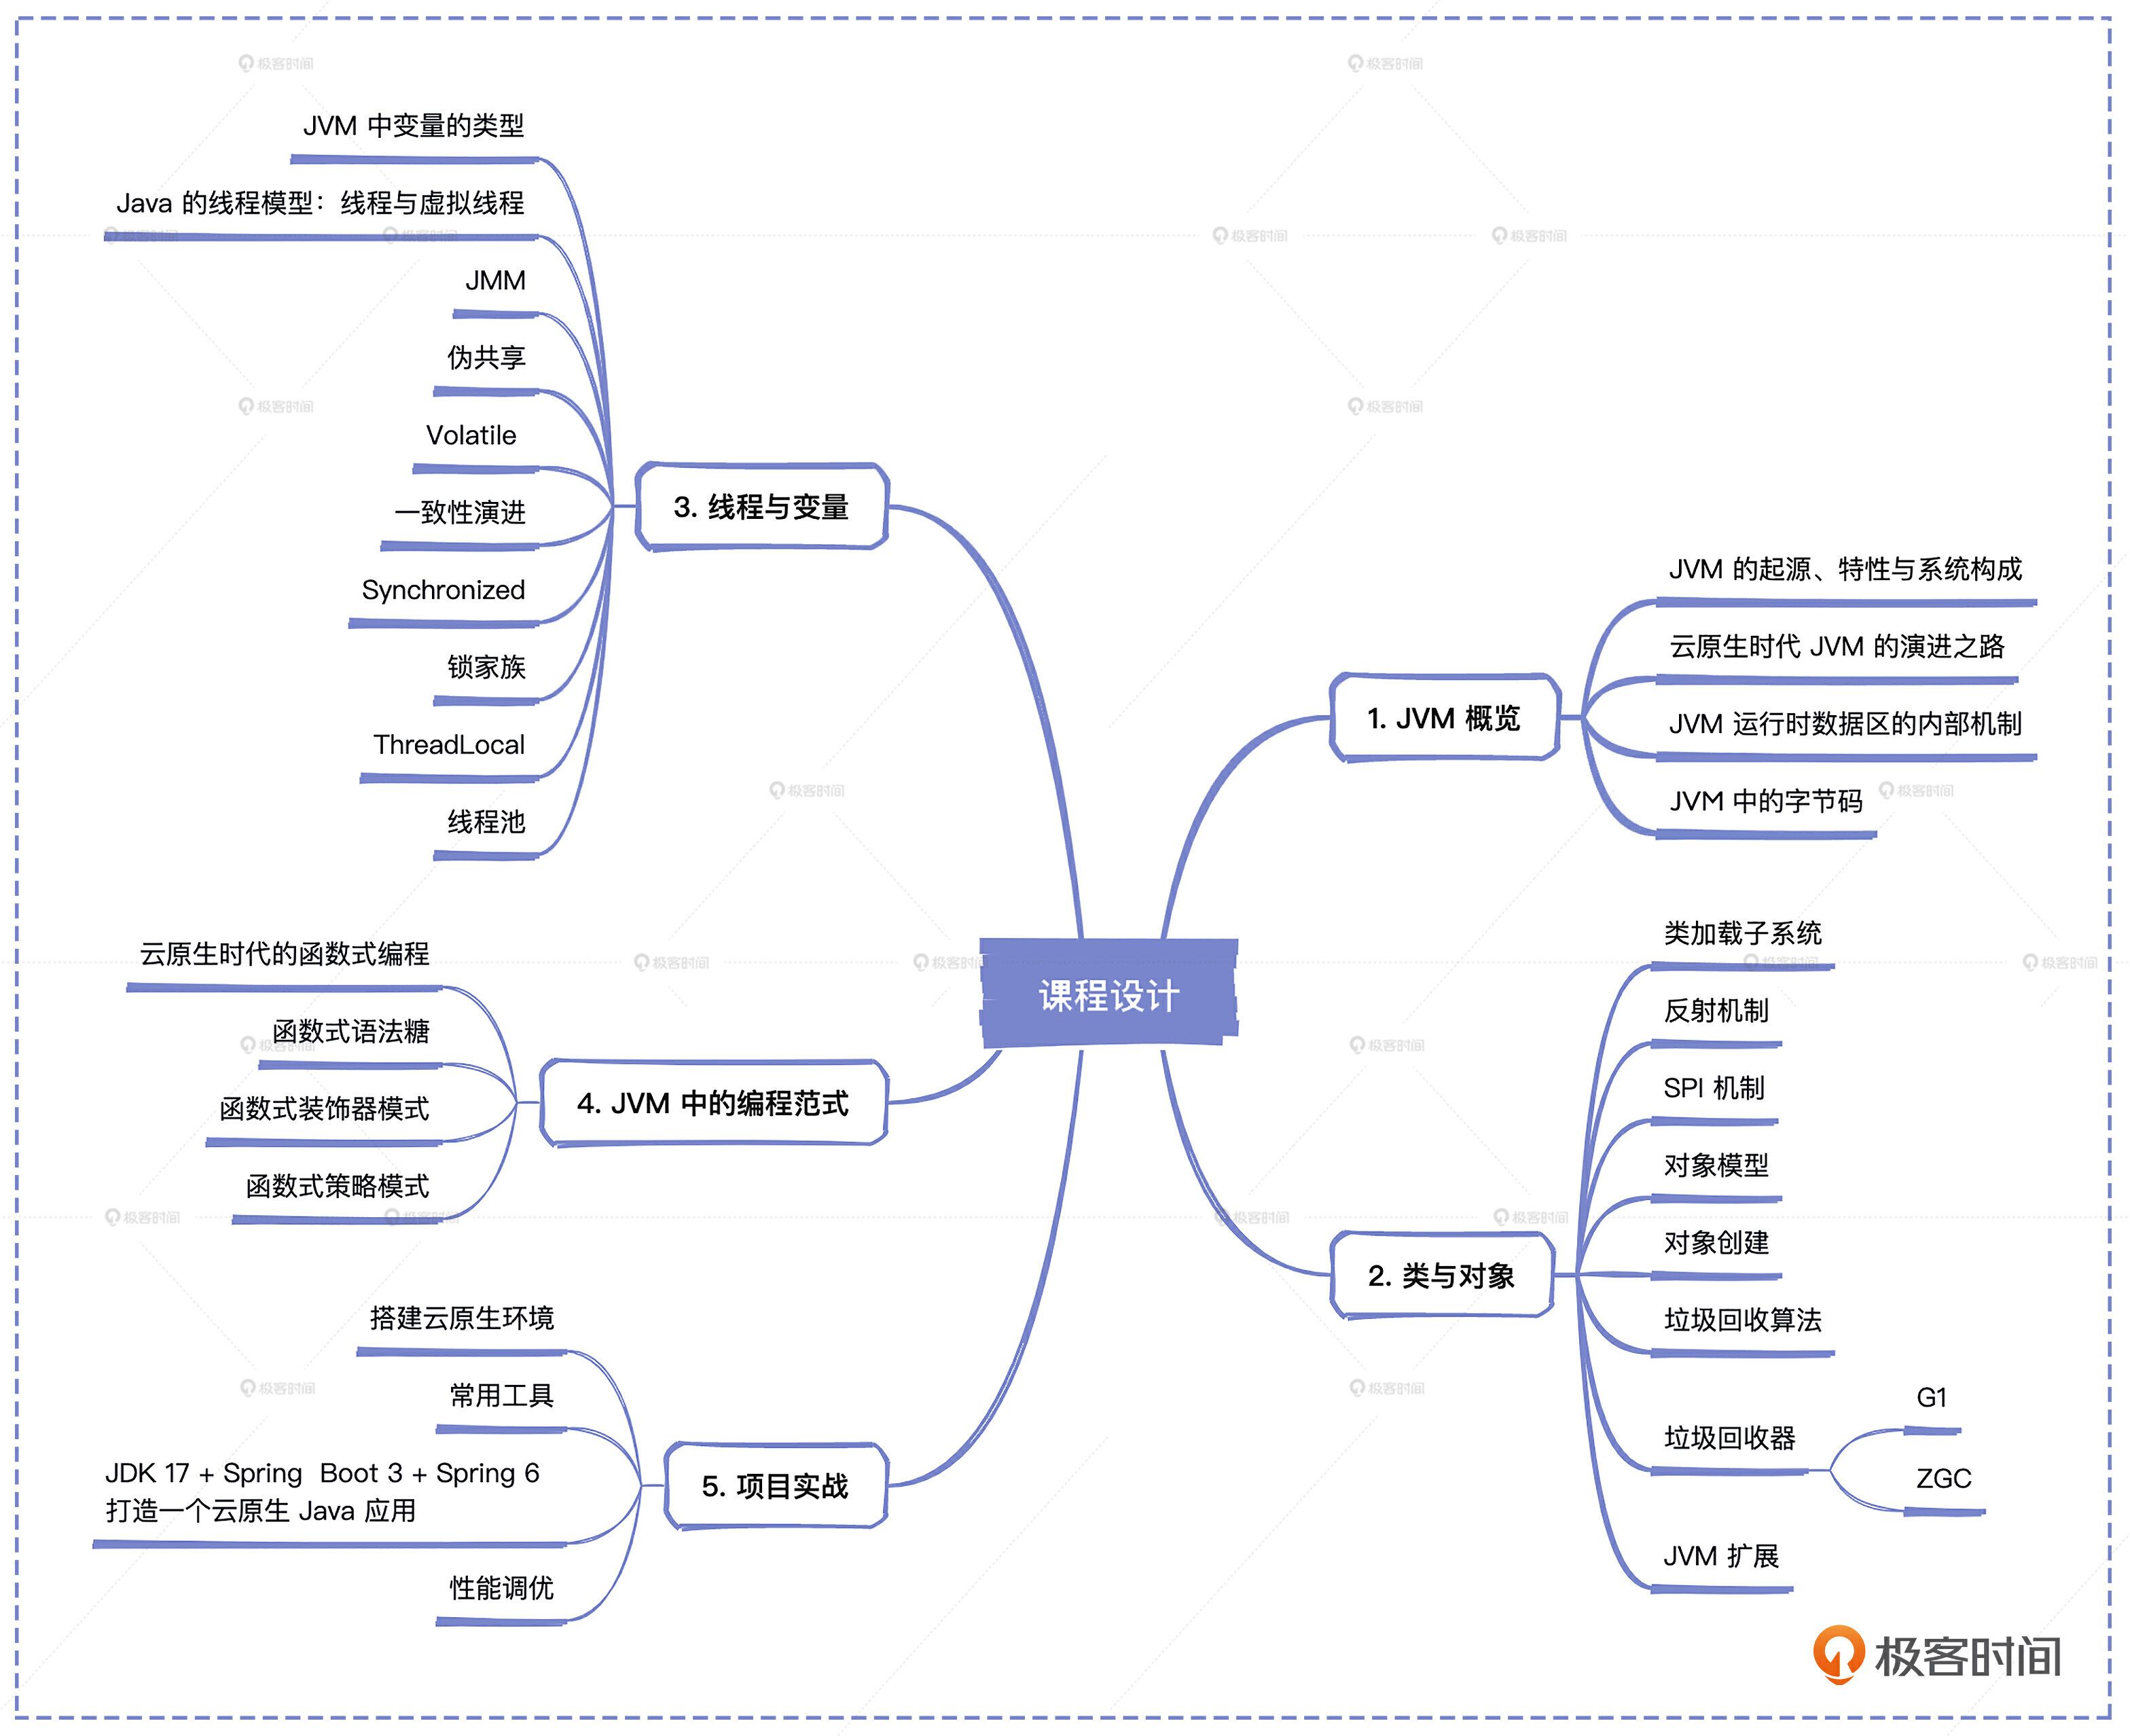 课程设计
1. JVM 概览
JVM 的起源、特性与系统构成
云原生时代 JVM 的演进之路
JVM 运行时数据区的内部机制
JVM 中的字节码
2. 类与对象
类加载子系统
反射机制
SPI 机制
对象模型
对象创建
垃圾回收算法
垃圾回收器
G1
ZGC
JVM 扩展
3. 线程与变量
JVM 中变量的类型
Java 的线程模型：线程与虚拟线程
JMM
伪共享
Volatile
一致性演进
Synchronized
锁家族
ThreadLocal
线程池
4. JVM 中的编程范式
云原生时代的函数式编程
函数式语法糖
函数式装饰器模式
函数式策略模式
5. 项目实战
搭建云原生环境
常用工具
JDK 17 + Spring  Boot 3 + Spring 6
打造一个云原生 Java 应用
性能调优
极客时间